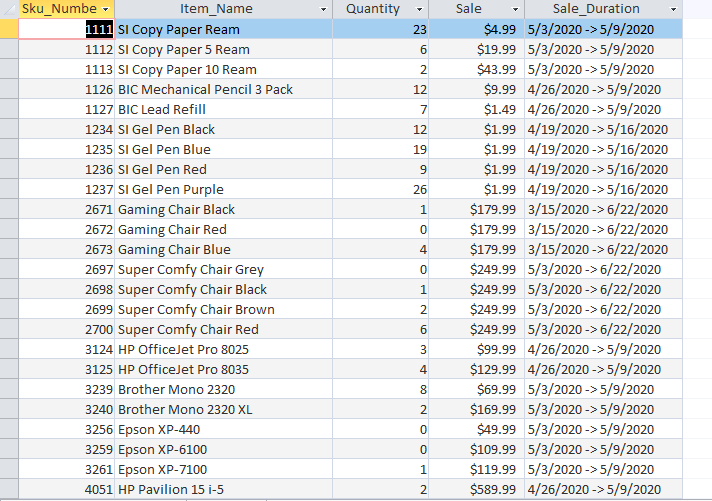 Sku_Numbe Item_Name Quantity Sale Sale_Duration
1111 SI Copy Paper Ream 23 $4.99 5/3/2020 -> 5/9/2020
1112 SI Copy Paper 5 Ream 6 $19.99 5/3/2020 -> 5/9/2020
1113 SI Copy Paper 10 Ream 2 $43.99 5/3/2020 -> 5/9/2020
1126 BIC Mechanical Pencil 3 Pack 12 $9.99 4/26/2020 -> 5/9/2020
1127 BIC Lead Refill 7 $1.49 4/26/2020 -> 5/9/2020
1234 SI Gel Pen Black 12 $1.99 4/19/2020 -> 5/16/2020
1235 SI Gel Pen Blue 19 $1.99 4/19/2020 -> 5/16/2020
1236 SI Gel Pen Red 9 $1.99 4/19/2020 -> 5/16/2020
1237 SI Gel Pen Purple 26 $1.99 4/19/2020 -> 5/16/2020
2671 Gaming Chair Black 1 $179.99 3/15/2020 -> 6/22/2020
2672 Gaming Chair Red 0 $179.99 3/15/2020 -> 6/22/2020
2673 Gaming Chair Blue 4 $179.99 3/15/2020 -> 6/22/2020
2697 Super Comfy Chair Grey 0 $249.99 5/3/2020 -> 6/22/2020
2698 Super Comfy Chair Black 1 $249.99 5/3/2020 -> 6/22/2020
2699 Super Comfy Chair Brown 2 $249.99 5/3/2020 -> 6/22/2020
2700 Super Comfy Chair Red 6 $249.99 5/3/2020 -> 6/22/2020
3124 HP OfficeJet Pro 8025 3 $99.99 4/26/2020 -> 5/9/2020
3125 HP OfficeJet Pro 8035 4 $129.99 4/26/2020 -> 5/9/2020
3239 Brother Mono 2320 8 $69.99 5/3/2020 -> 5/9/2020
3240 Brother Mono 2320 XL 2 $169.99 5/3/2020 -> 5/9/2020
3256 Epson XP-440 0 $49.99 5/3/2020 -> 5/9/2020
3259 Epson XP-6100 0 $109.99 5/3/2020 -> 5/9/2020
3261 Epson XP-7100 1 $119.99 5/3/2020 -> 5/9/2020
4051 HP Pavilion 15 i-5 2 $589.99 4/26/2020 -> 5/9/2020